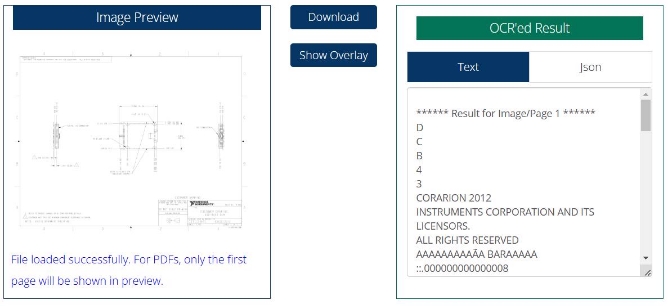 Image Preview
File loaded successfully. For PDFs, only the first
page will be shown in preview.
Download
Show Overlay
OCR'ed Result
Text
Json
****** Result for Image/Page 1 ******
D
C
B
4
3
CORARION 2012
INSTRUMENTS CORPORATION AND ITS
LICENSORS.
ALL RIGHTS RESERVED
AAAAAAAAAÃA BARAAAAA
::.000000000000008